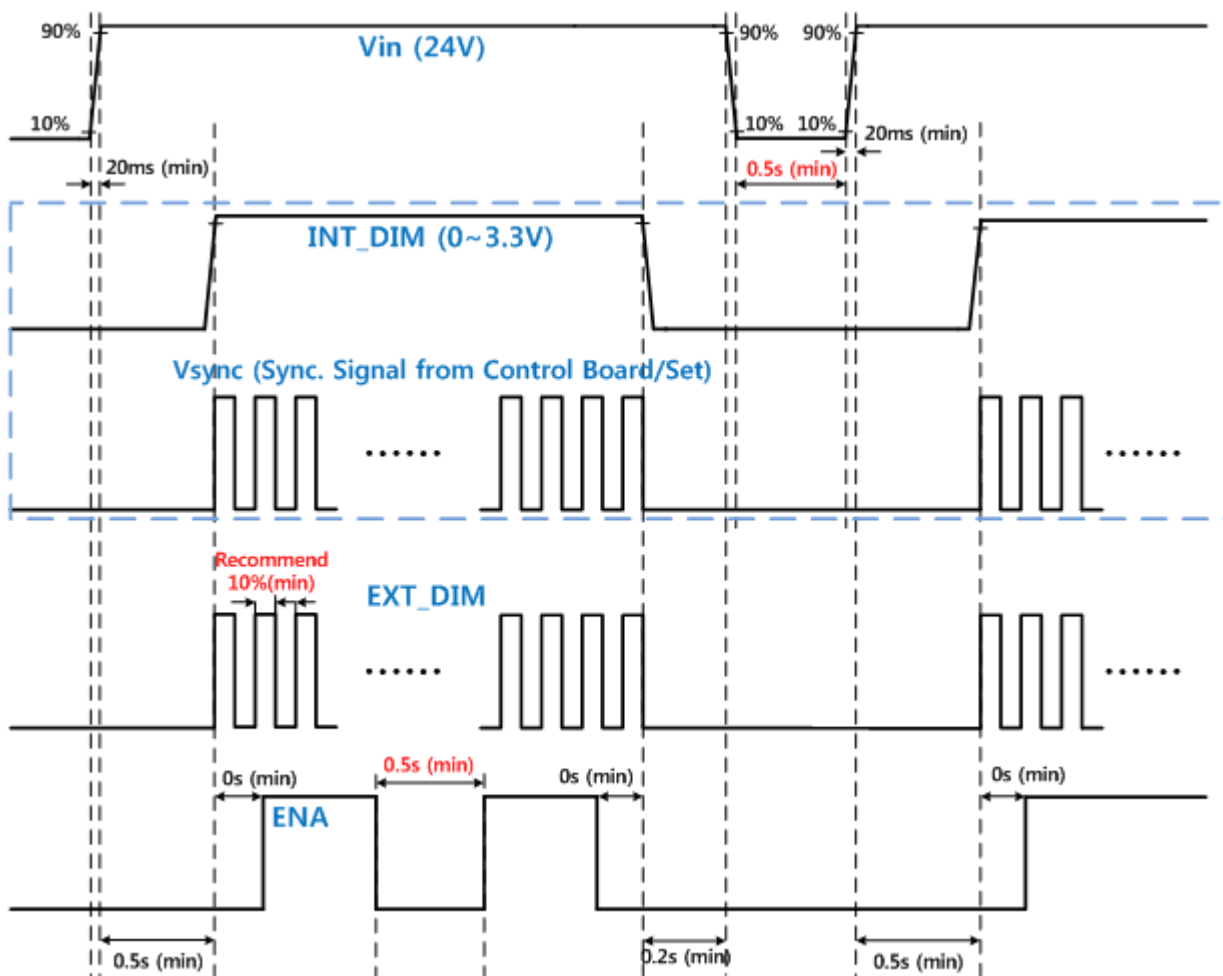 90%
Vin (24V)
90%
90%
10%
10%
10%
20ms (min)
20ms (min)
0.5s (min)
INT_DIM (0~3.3V)
Vsync (Sync. Signal from Control Board/Set)
......
......
Recommend
10%(min)
EXT_DIM
......
......
0s (min)
0.5s (min)
0s (min)
0s (min)
ENA
0.5s (min)
0.2s (min)
0.5s (min)